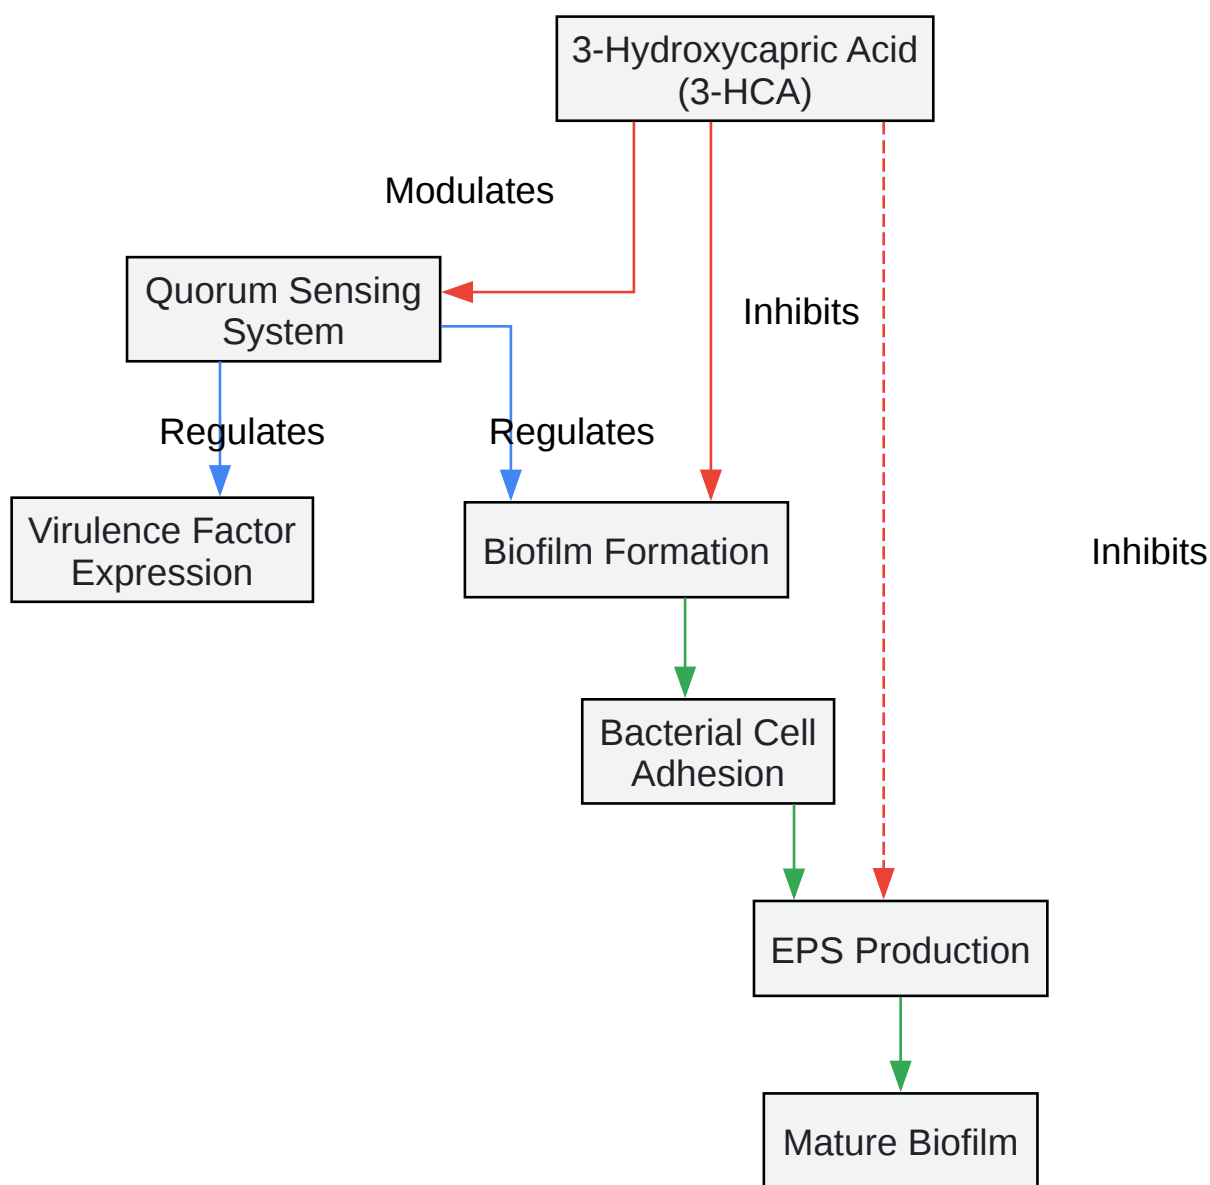 3-Hydroxycapric Acid
(3-HCA)
Modulates
Quorum Sensing
System
Inhibits
Regulates
Regulates
Virulence Factor
Expression
Biofilm Formation
Inhibits
Bacterial Cell
Adhesion
EPS Production
Mature Biofilm